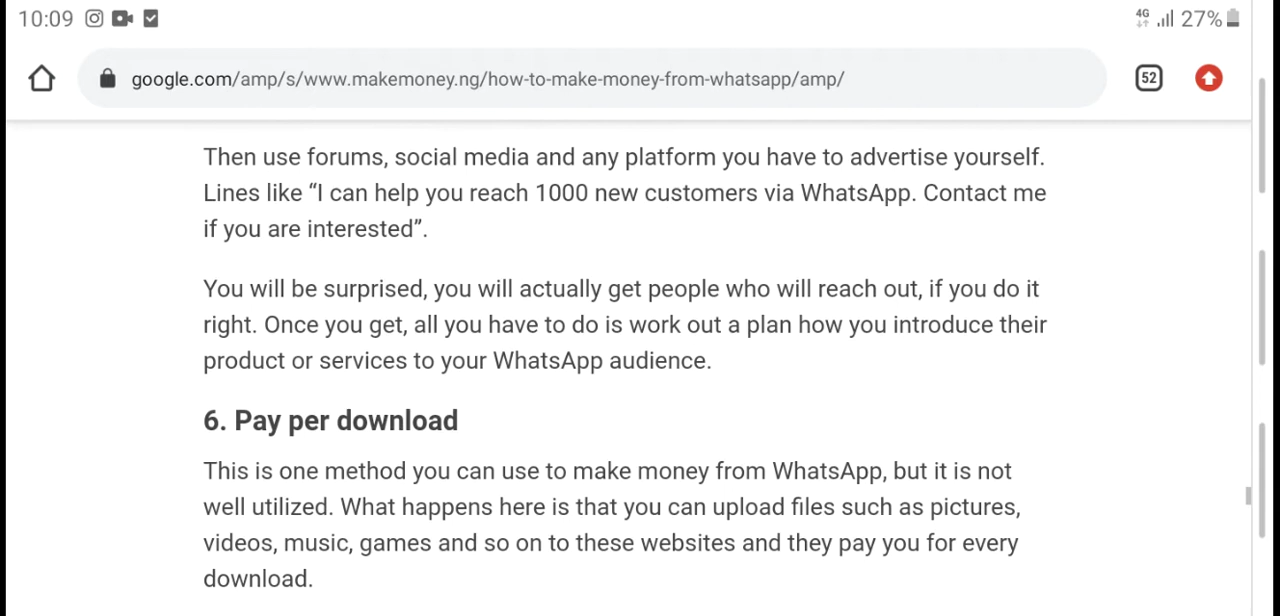 10:09
4G
27%
google.com/amp/s/www.makemoney.ng/how-to-make-money-from-whatsapp/amp/
52
Then use forums, social media and any platform you have to advertise yourself.
Lines like “I can help you reach 1000 new customers via WhatsApp. Contact me
if you are interested”.
You will be surprised, you will actually get people who will reach out, if you do it
right. Once you get, all you have to do is work out a plan how you introduce their
product or services to your WhatsApp audience.
6. Pay per download
This is one method you can use to make money from WhatsApp, but it is not
well utilized. What happens here is that you can upload files such as pictures,
videos, music, games and so on to these websites and they pay you for every
download.